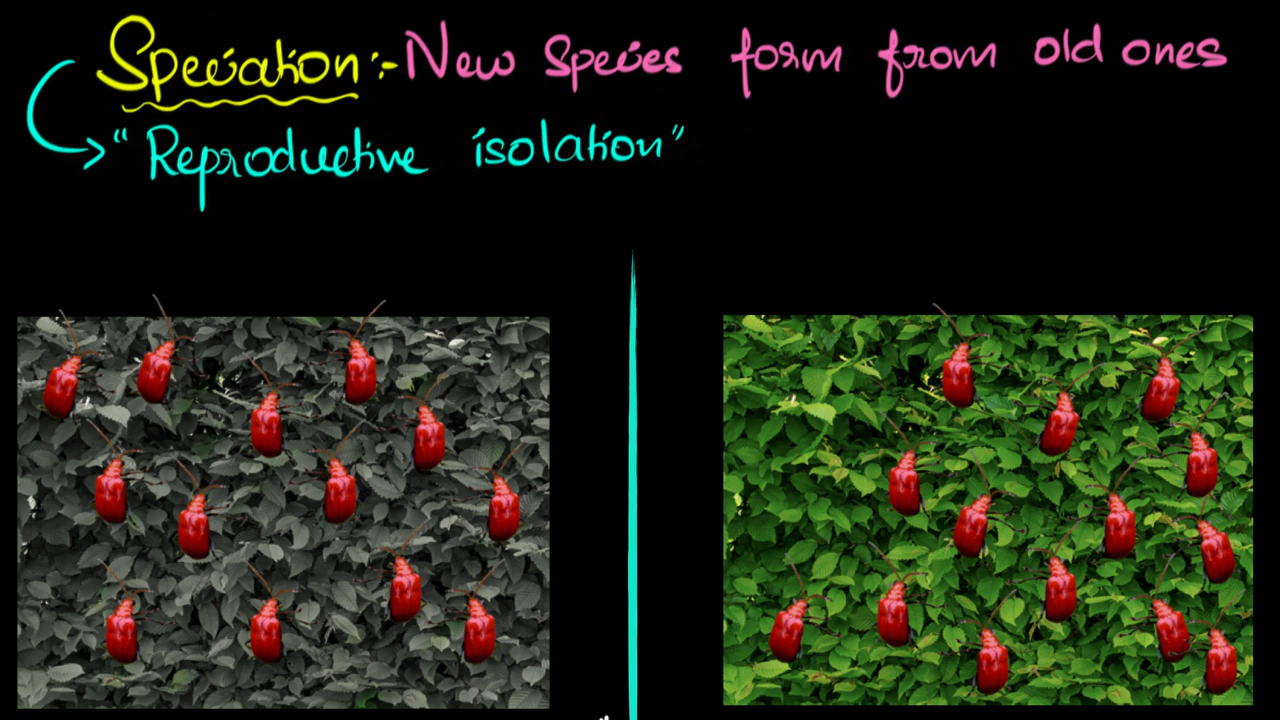 Speciation :- New Species form from old ones
"Reproductive isolation"